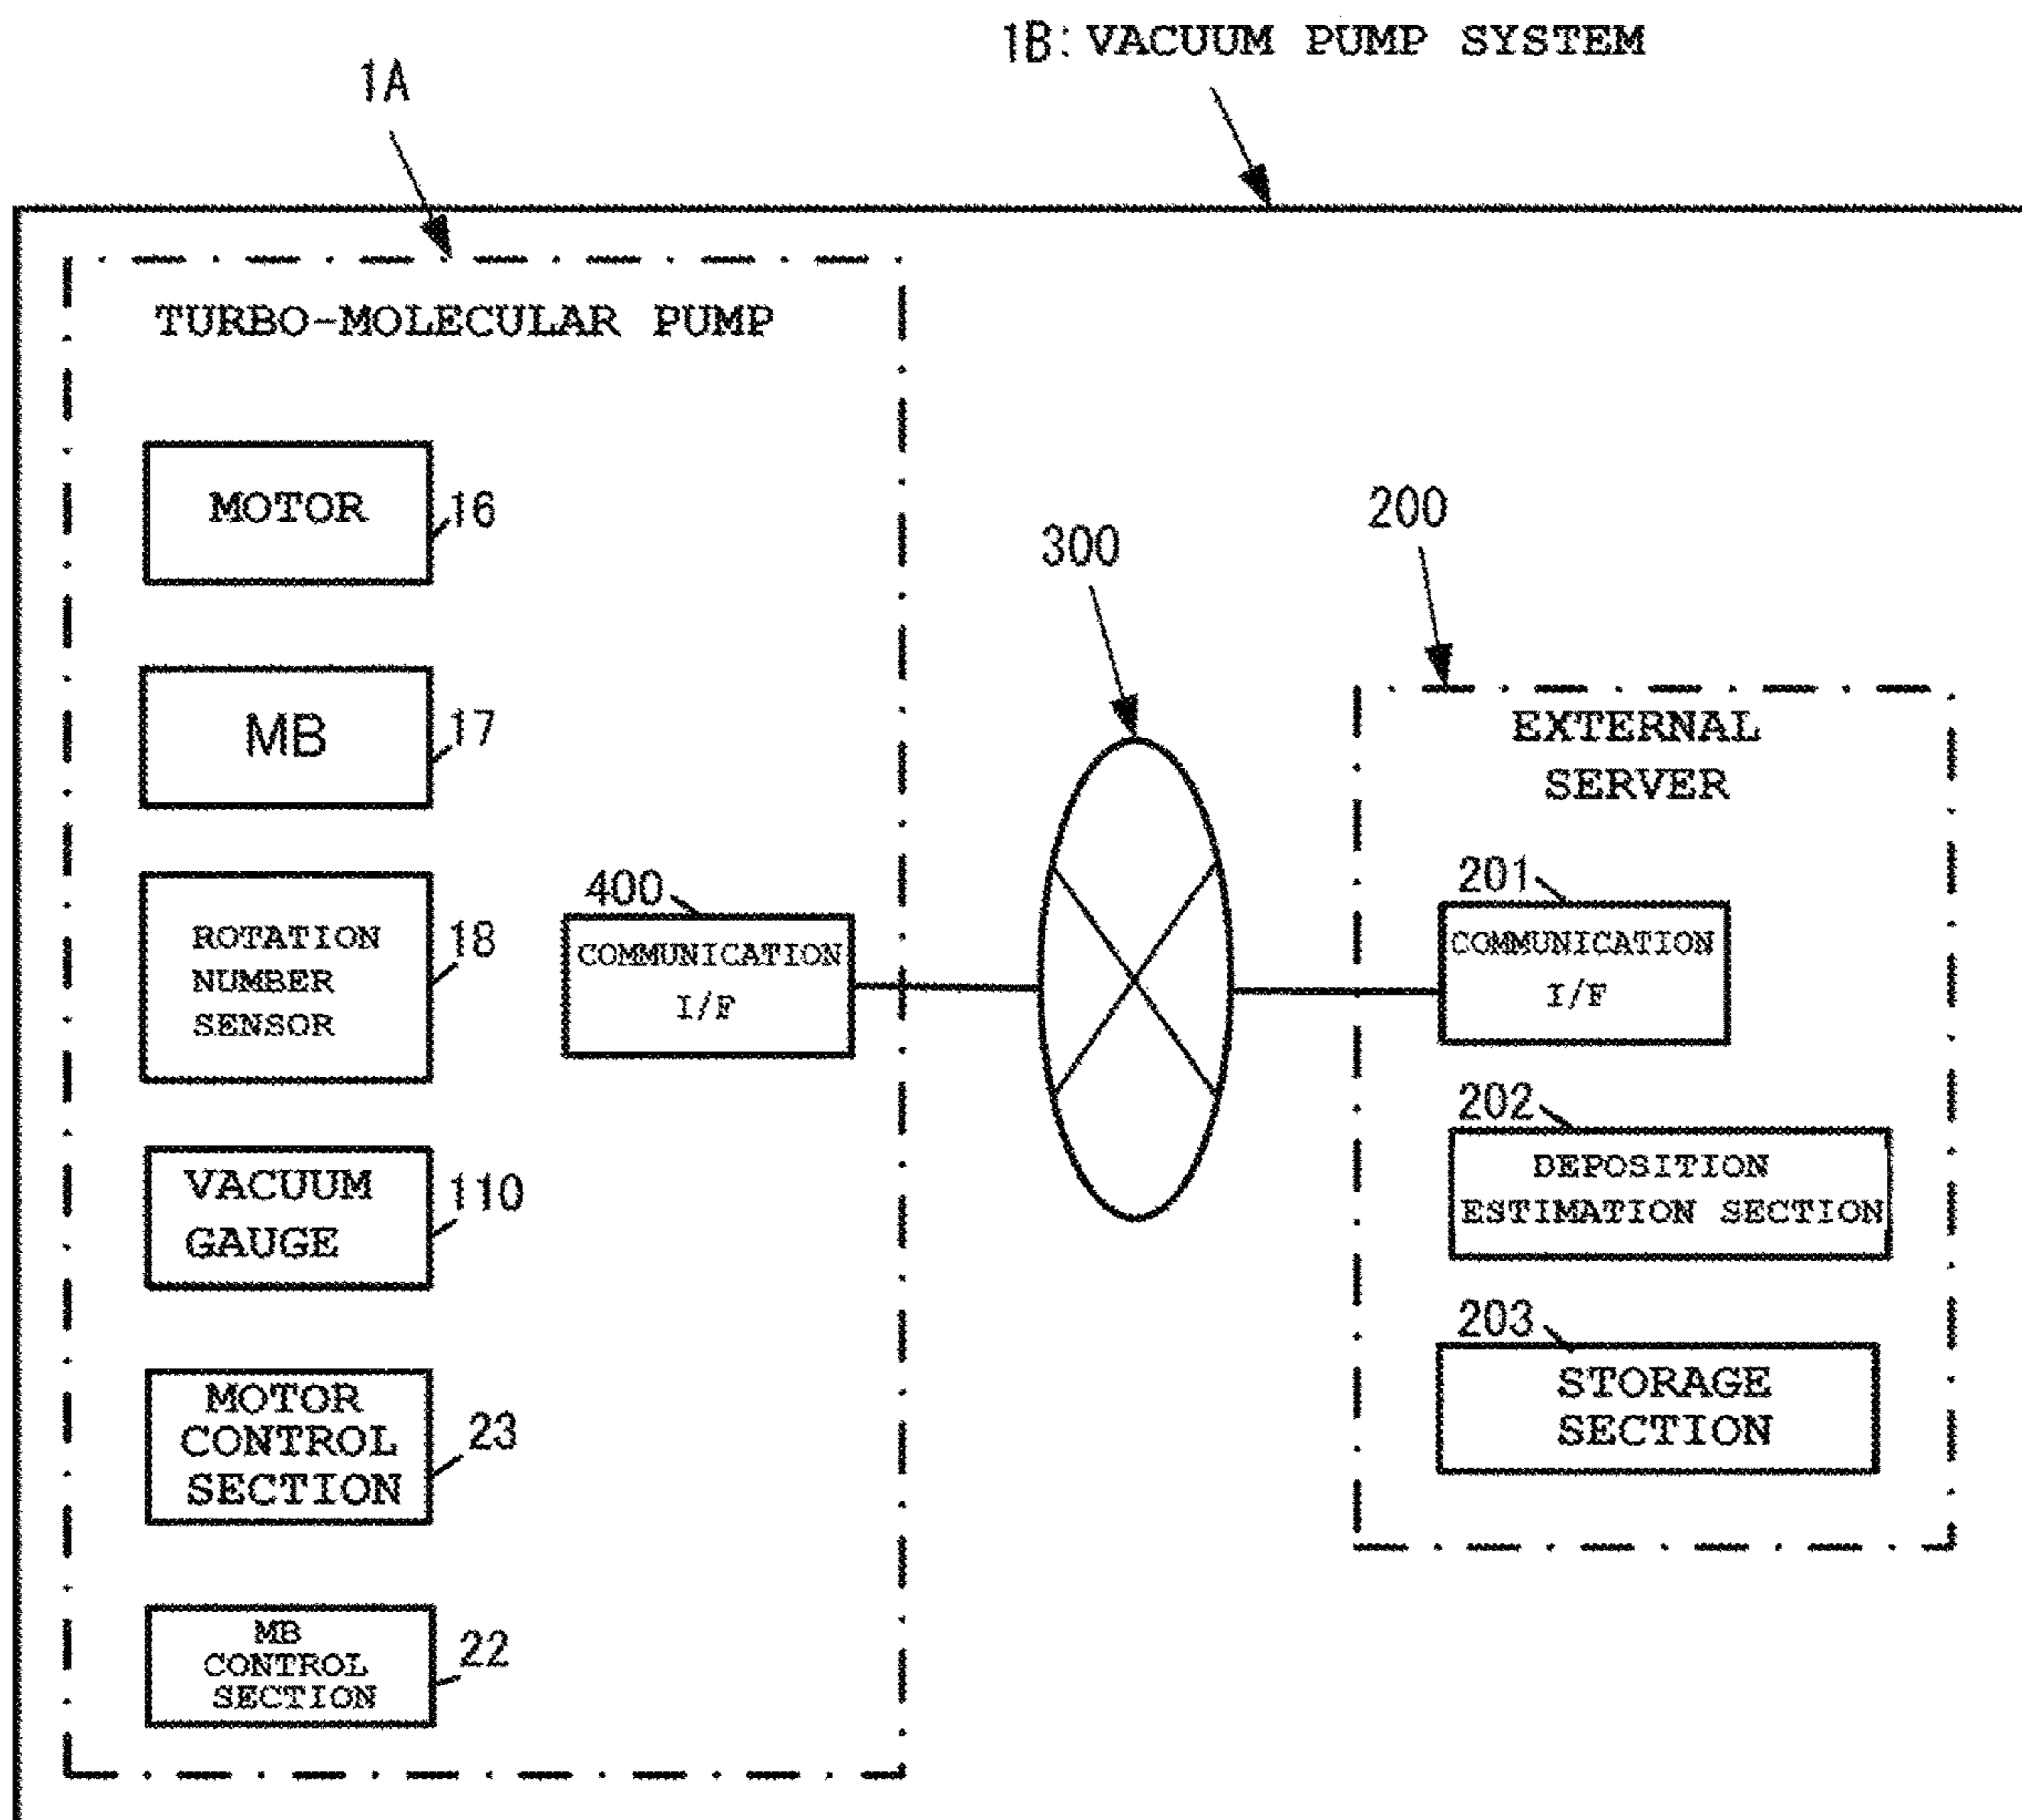 1B: VACUUM PUMP SYSTEM
1A
TURBO-MOLECULAR PUMP
MOTOR
16
MB
17
ROTATION
NUMBER
SENSOR
18
VACUUM
GAUGE
110
MOTOR
CONTROL
SECTION
23
MB
CONTROL
SECTION
22
400
COMMUNICATION
I/F
300
200
EXTERNAL
SERVER
201
COMMUNICATION
I/F
202
DEPOSITION
ESTIMATION SECTION
203
STORAGE
SECTION